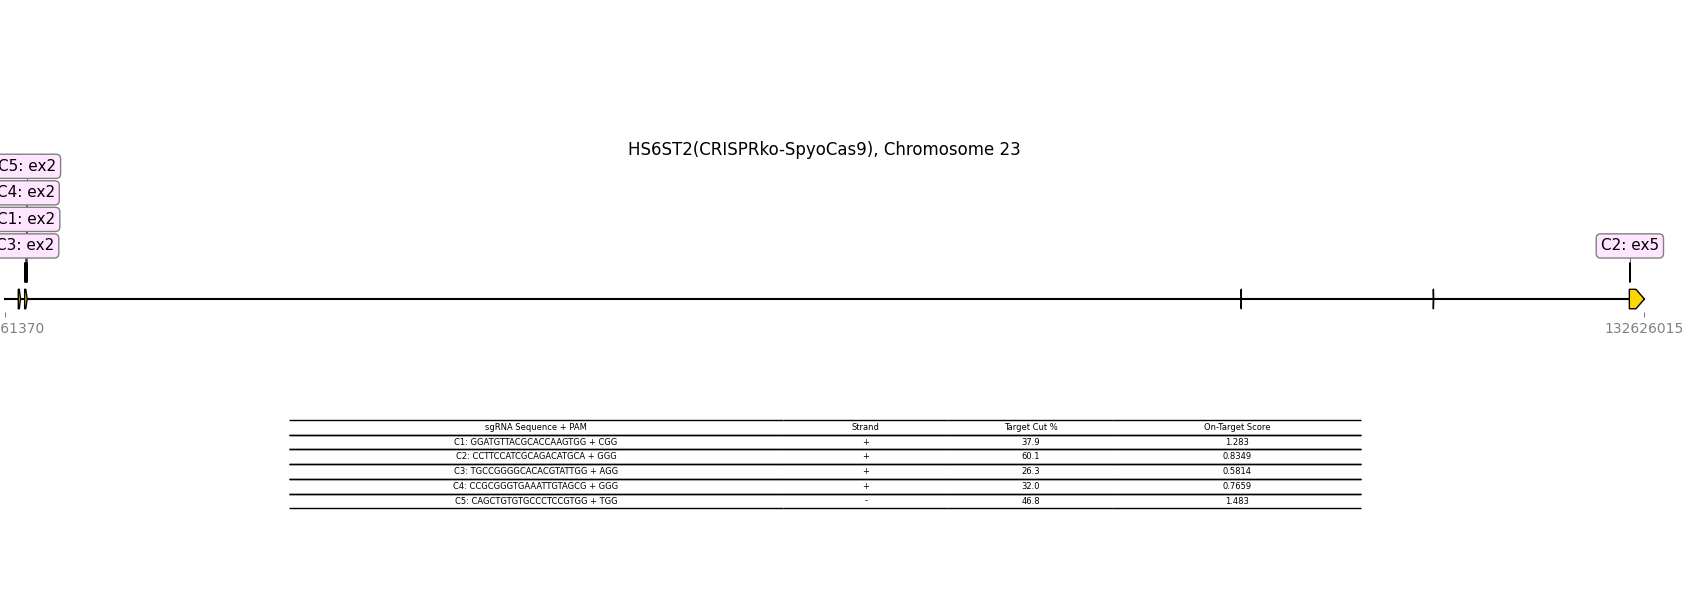 HS6ST2(CRISPRko-SpyoCas9), Chromosome 23
C5: ex2
C4: ex2
C1: ex2
C3: ex2
C2: ex5
61370
132626015
sgRNA Sequence + PAM Strand Target Cut % On-Target Score
C1: GGATGTTACGCACCAAGTGG + CGG + 37.9 1.283
C2: CCTTCCATCGCAGACATGCA + GGG + 60.1 0.8349
C3: TGCCGGGGCACACGTATTGG + AGG + 26.3 0.5814
C4: CCGCGGGTGAAATTGTAGCG + GGG + 32.0 0.7659
C5: CAGCTGTGTGCCCTCCGTGG + TGG - 46.8 1.483